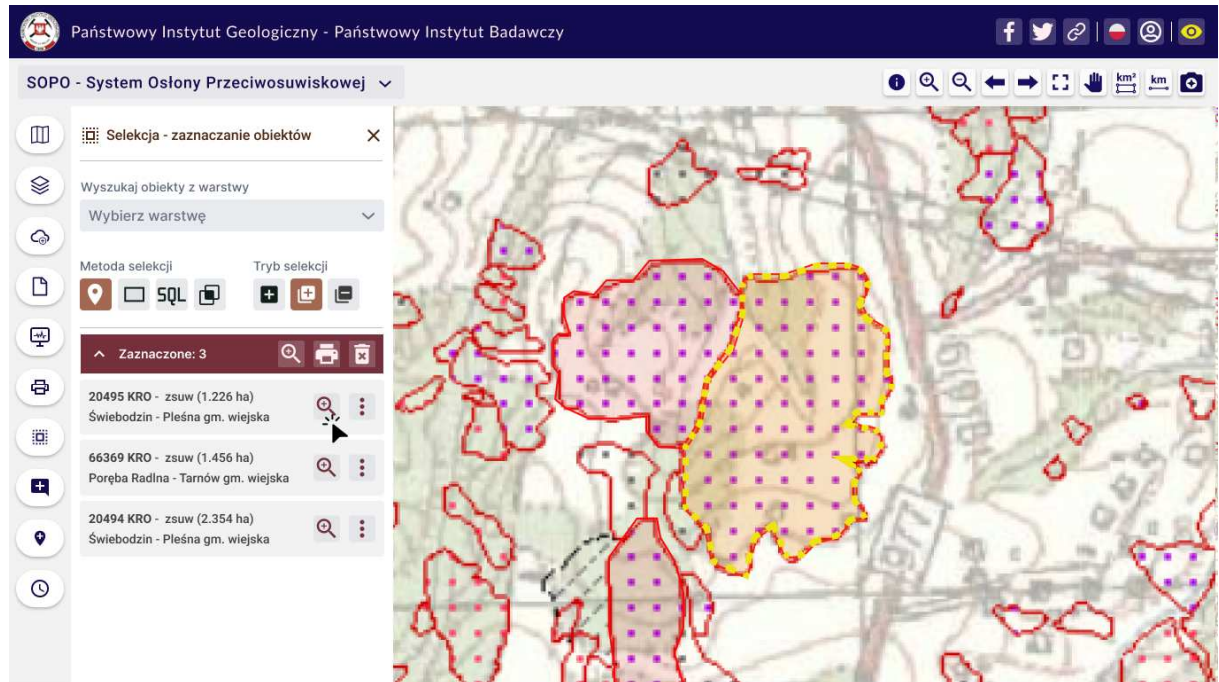 Państwowy Instytut Geologiczny - Państwowy Instytut Badawczy
SOPO - System Osłony Przeciwosuwiskowej
km²
km
Selekcja - zaznaczanie obiektów
Wyszukaj obiekty z warstwy
Wybierz warstwę
Metoda selekcji
Tryb selekcji
SQL
Zaznaczone: 3
20495 KRO - zsuw (1.226 ha)
Świebodzin - Pleśna gm. wiejska
66369 KRO - zsuw (1.456 ha)
Poręba Radlna - Tarnów gm. wiejska
20494 KRO - zsuw (2.354 ha)
Świebodzin - Pleśna gm. wiejska
977